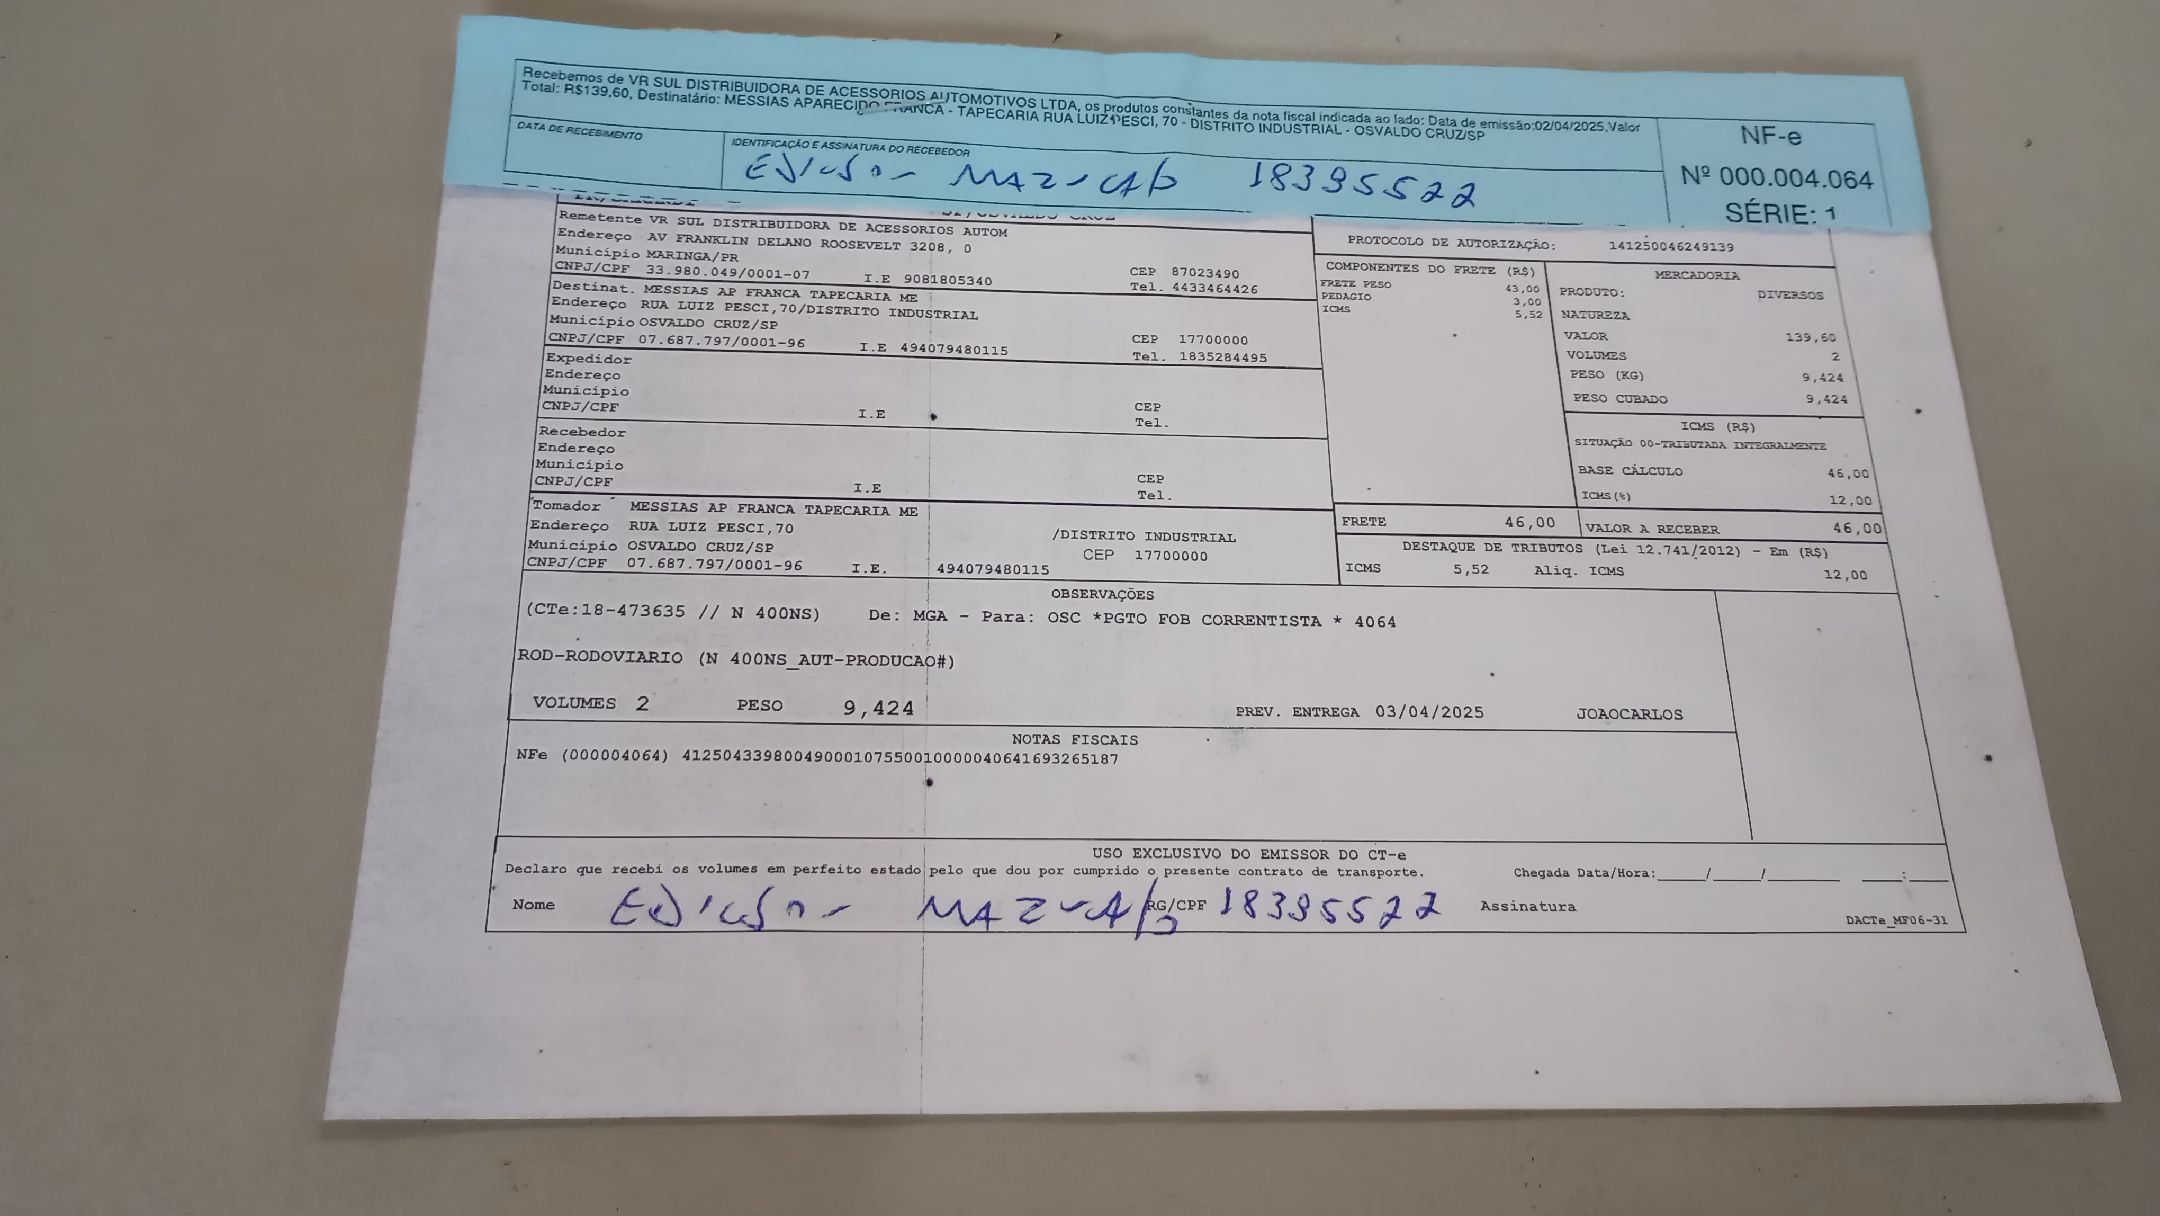 Recebemos de VR SUL DISTRIBUIDORA DE ACESSORIOS AUTOMOTIVOS LTDA, os produtos constantes da nota fiscal indicada ao lado: Data de emissão:02/04/2025,Valor
Total: R$139,60, Destinatário: MESSIAS APARECIDO FRANCA - TAPECARIA RUA LUIZ PESCI, 70 - DISTRITO INDUSTRIAL - OSVALDO CRUZ/SP
DATA DE RECEBIMENTO
IDENTIFICAÇÃO E ASSINATURA DO RECEBEDOR
18395522
NF-e
Nº 000.004.064
SÉRIE: 1
Remetente VR SUL DISTRIBUIDORA DE ACESSORIOS AUTOM
Endereço AV FRANKLIN DELANO ROOSEVELT 3208, 0
Município MARINGA/PR CEP 87023490
CNPJ/CPF 33.980.049/0001-07 I.E 9081805340 Tel. 4433464426
Destinat. MESSIAS AP FRANCA TAPECARIA ME
Endereço RUA LUIZ PESCI,70/DISTRITO INDUSTRIAL
Município OSVALDO CRUZ/SP CEP 17700000
CNPJ/CPF 07.687.797/0001-96 I.E 494079480115 Tel. 1835284495
Expedidor
Endereço
Município CEP
CNPJ/CPF I.E Tel.
Recebedor
Endereço
Município CEP
CNPJ/CPF I.E Tel.
Tomador MESSIAS AP FRANCA TAPECARIA ME
Endereço RUA LUIZ PESCI,70 /DISTRITO INDUSTRIAL
Município OSVALDO CRUZ/SP CEP 17700000
CNPJ/CPF 07.687.797/0001-96 I.E. 494079480115
PROTOCOLO DE AUTORIZAÇÃO: 141250046249139
COMPONENTES DO FRETE (R$)
FRETE PESO 43,00
PEDAGIO 3,00
ICMS 5,52
MERCADORIA
PRODUTO: DIVERSOS
NATUREZA
VALOR 139,60
VOLUMES 2
PESO (KG) 9,424
PESO CUBADO 9,424
ICMS (R$)
SITUAÇÃO 00-TRIBUTADA INTEGRALMENTE
BASE CÁLCULO 46,00
ICMS(%) 12,00
FRETE 46,00 VALOR A RECEBER 46,00
DESTAQUE DE TRIBUTOS (Lei 12.741/2012) - Em (R$)
ICMS 5,52 Aliq. ICMS 12,00
OBSERVAÇÕES
(CTe:18-473635 // N 400NS) De: MGA - Para: OSC *PGTO FOB CORRENTISTA * 4064
ROD-RODOVIARIO (N 400NS_AUT-PRODUCAO#)
VOLUMES 2 PESO 9,424 PREV. ENTREGA 03/04/2025 JOAOCARLOS
NOTAS FISCAIS
NFe (000004064) 41250433980049000107550010000040641693265187
USO EXCLUSIVO DO EMISSOR DO CT-e
Declaro que recebi os volumes em perfeito estado pelo que dou por cumprido o presente contrato de transporte. Chegada Data/Hora:____/____/______ ____:____
Nome RG/CPF 18395522 Assinatura
DACTe_MF06-31